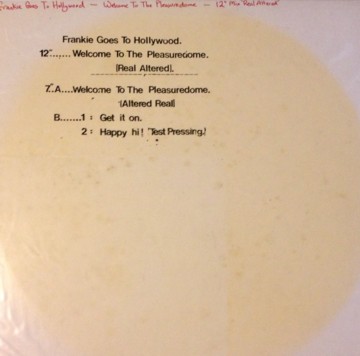 Frankie Goes To Hollywood — Welcome To The Pleasuredome — 12" Mix Real Altered
Frankie Goes To Hollywood.
12"....... Welcome To The Pleasuredome.
[Real Altered].
7".A....Welcome To The Pleasuredome.
(Altered Real)
B.......1 : Get it on.
2 : Happy hi! "Test Pressing."